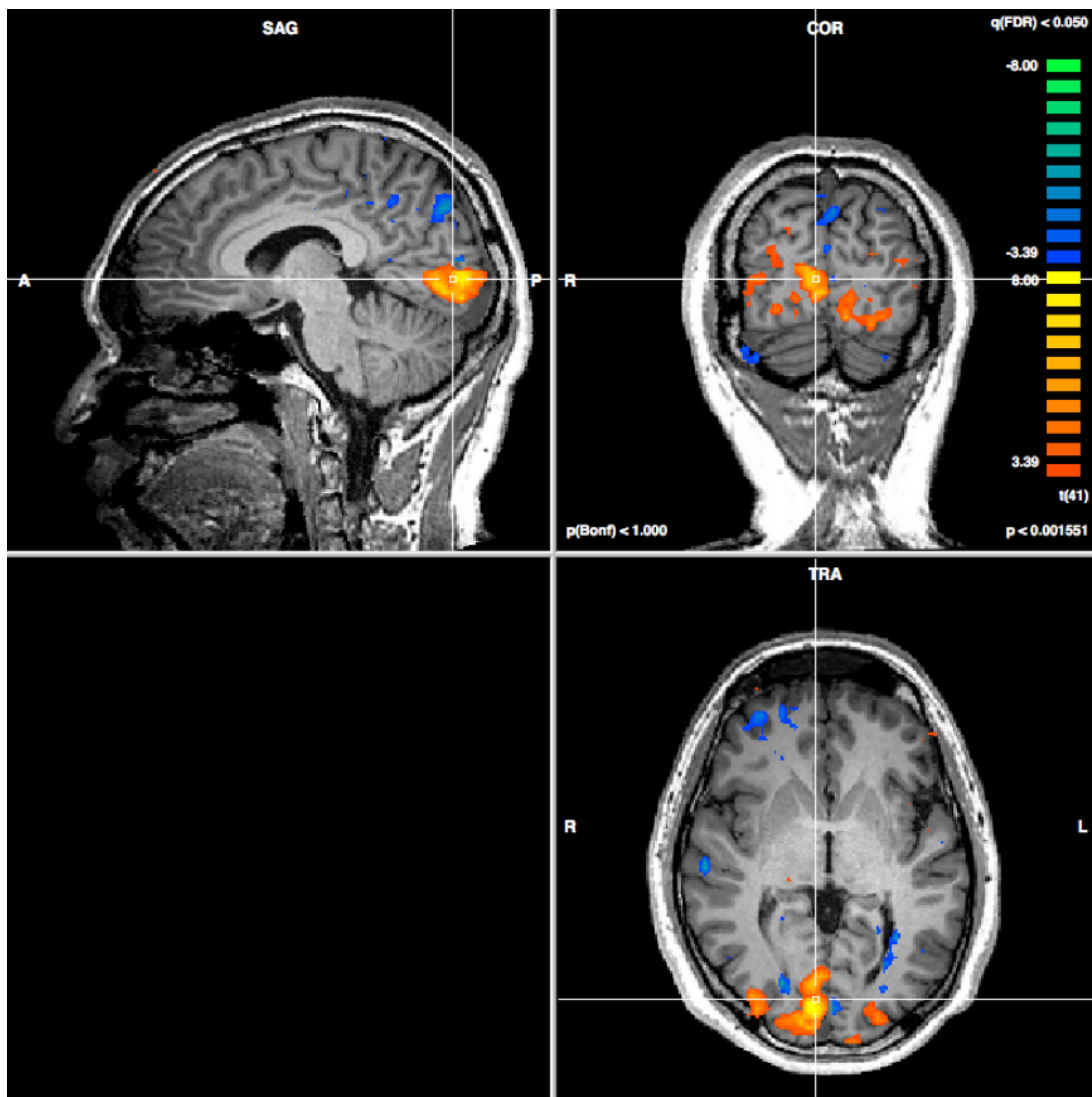 SAG
A
P
COR
q(FDR) < 0.050
-8.00
-3.39
8.00
R
3.39
t(41)
p(Bonf) < 1.000
p < 0.001551
TRA
R
L